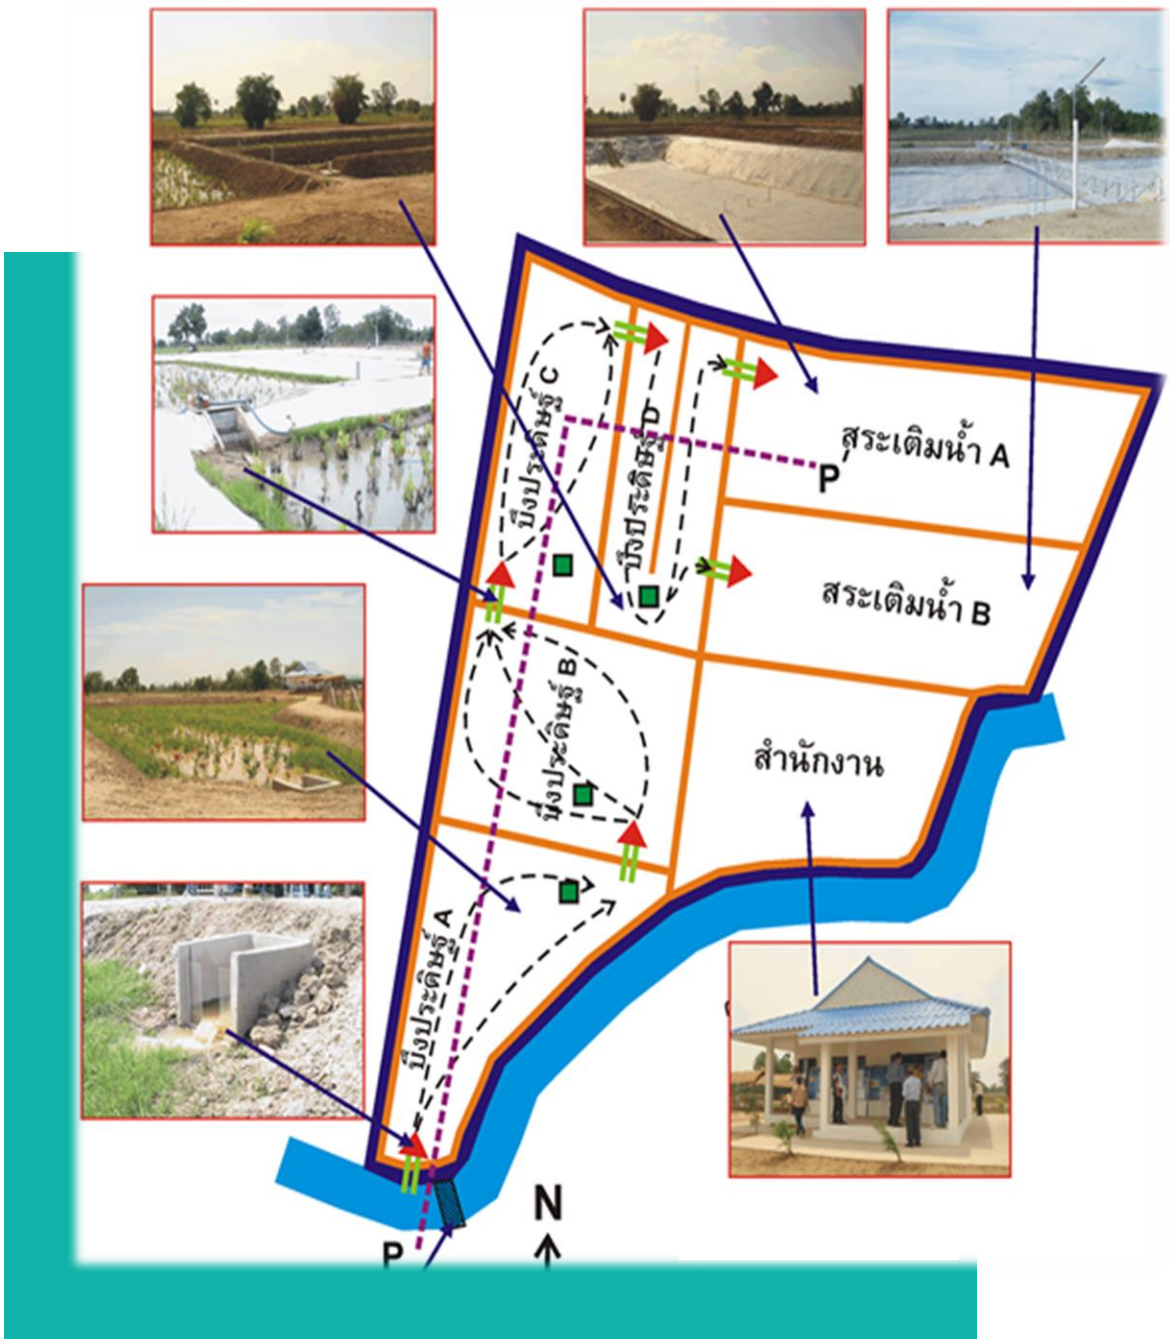 บึงประดิษฐ์ C
บึงประดิษฐ์ D
สระเติมน้ำ A
P'
สระเติมน้ำ B
บึงประดิษฐ์ B
สำนักงาน
บึงประดิษฐ์ A
P
N